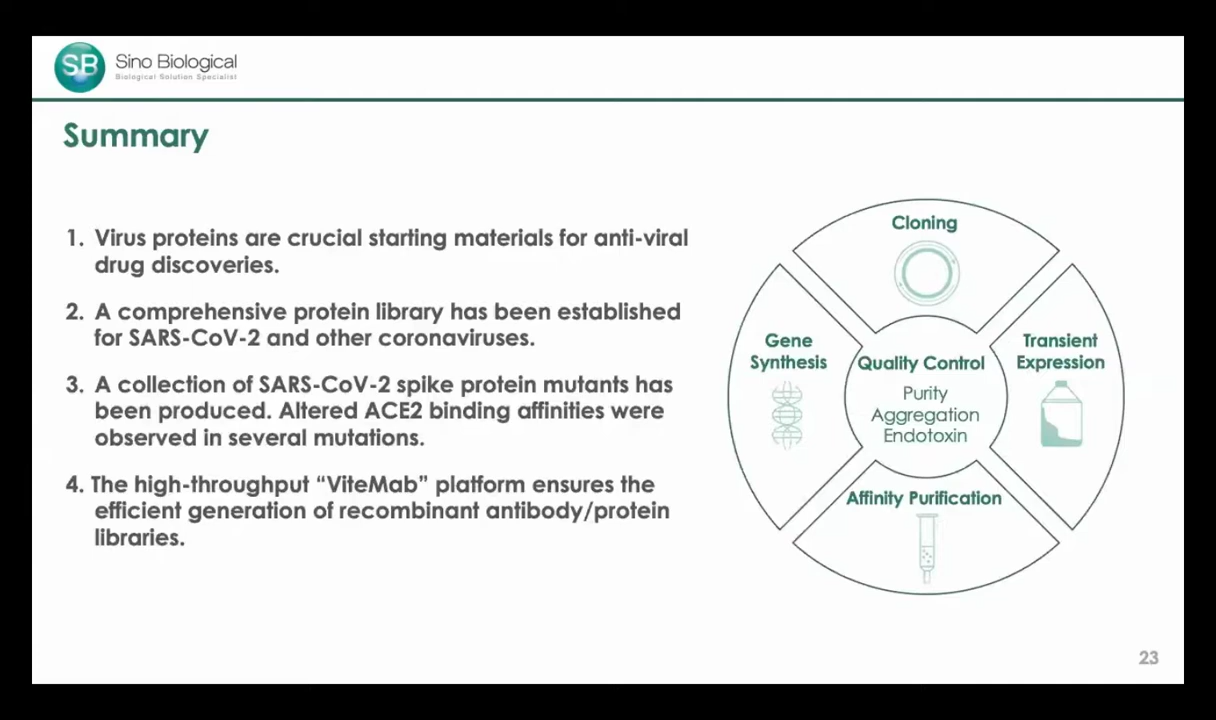 SB
Sino Biological
Biological Solution Specialist
Summary
1. Virus proteins are crucial starting materials for anti-viral
drug discoveries.
2. A comprehensive protein library has been established
for SARS-CoV-2 and other coronaviruses.
3. A collection of SARS-CoV-2 spike protein mutants has
been produced. Altered ACE2 binding affinities were
observed in several mutations.
4. The high-throughput “ViteMab” platform ensures the
efficient generation of recombinant antibody/protein
libraries.
Cloning
Gene
Synthesis
Quality Control
Purity
Aggregation
Endotoxin
Transient
Expression
Affinity Purification
23